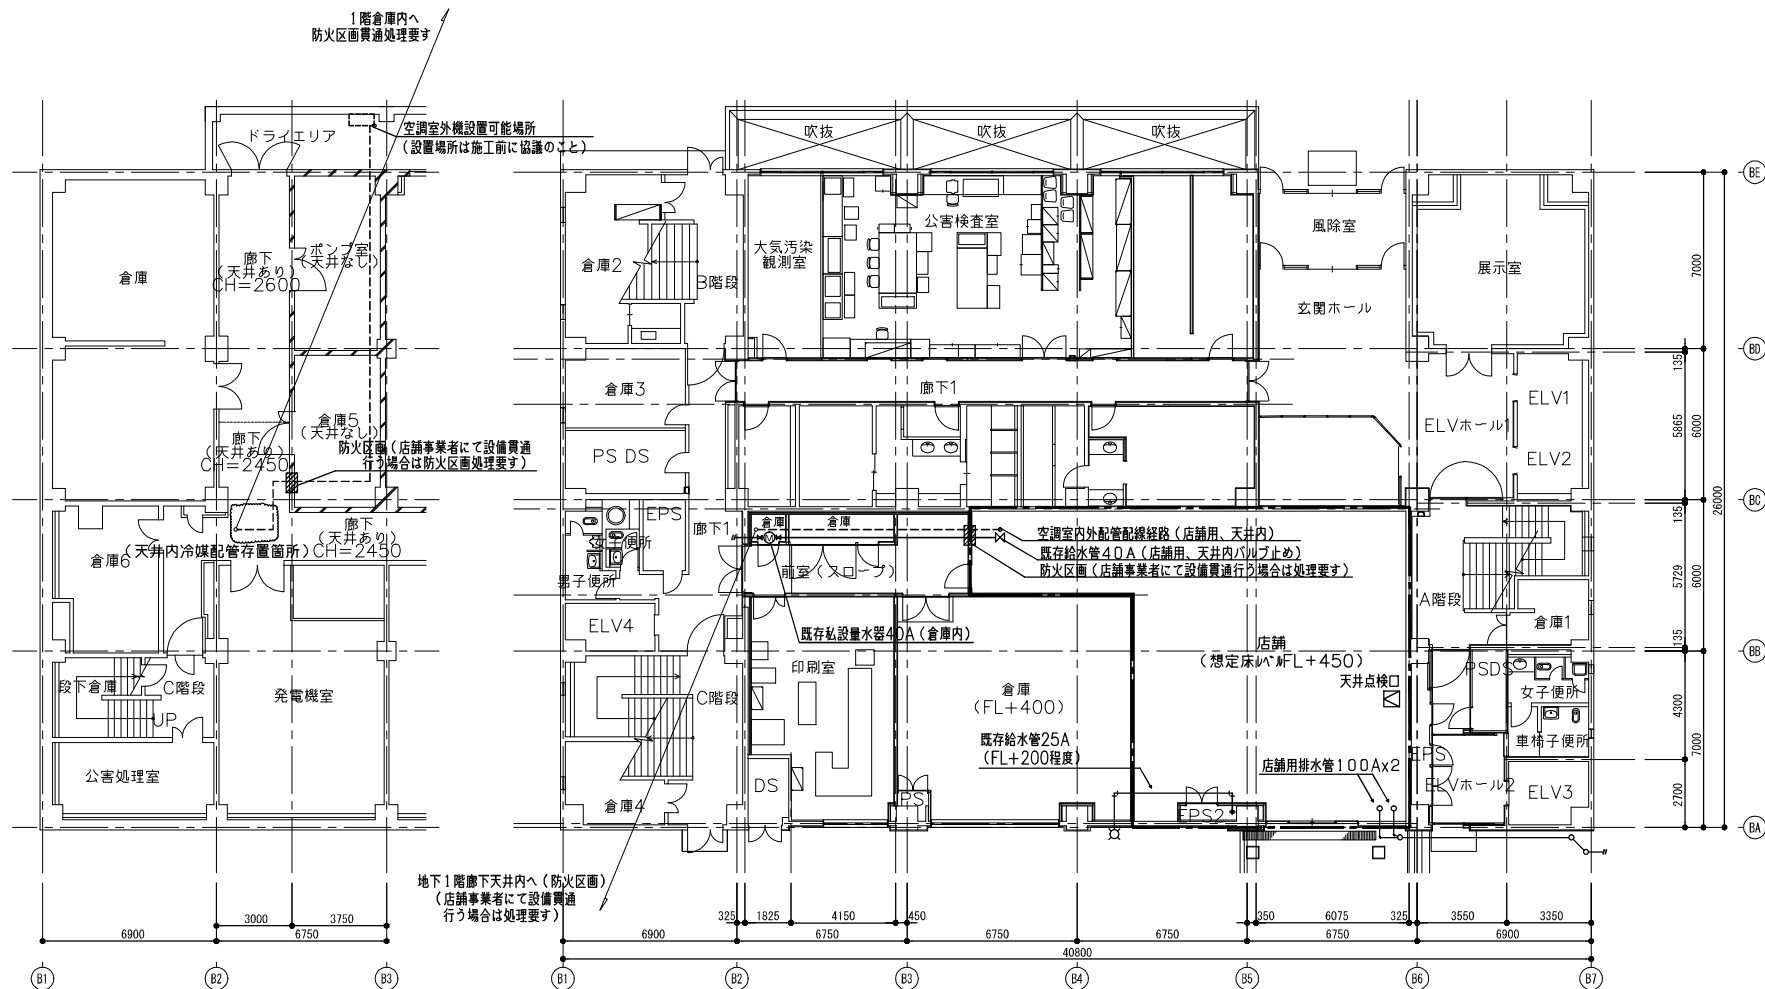 1階倉庫内へ
防火区画貫通処理要す
ドライエリア
空調室外機設置可能場所
(設置場所は施工前に協議のこと)
倉庫
廊下
(天井あり)
CH=2600
ポンプ室
(天井なし)
倉庫5
(天井なし)
廊下
(天井あり)
CH=2450
防火区画(店舗事業者にて設備貫通
行う場合は防火区画処理要す)
倉庫6
(天井内冷媒配管存置箇所)
廊下
(天井あり)
CH=2450
段下倉庫
C階段
UP
発電機室
公害処理室
3000
3750
6900
6750
B1
B2
B3
吹抜
吹抜
吹抜
倉庫2
B階段
大気汚染
観測室
公害検査室
風除室
玄関ホール
展示室
倉庫3
廊下1
PS DS
ELVホール1
ELV1
ELV2
EPS
廊下1
女子便所
男子便所
倉庫
倉庫
M
前室(スロープ)
空調室内外配管配線経路(店舗用、天井内)
既存給水管40A(店舗用、天井内バルブ止め)
防火区画(店舗事業者にて設備貫通行う場合は処理要す)
既存私設量水器40A(倉庫内)
ELV4
A階段
倉庫1
印刷室
倉庫
(FL+400)
店舗
(想定床レベルFL+450)
天井点検口
C階段
PSDS
女子便所
車椅子便所
既存給水管25A
(FL+200程度)
店舗用排水管100Ax2
倉庫4
DS
PS
EPS2
EPS
ELVホール2
ELV3
地下1階廊下天井内へ(防火区画)
(店舗事業者にて設備貫通
行う場合は処理要す)
325
1825
4150
450
350
6075
325
3550
3350
6900
6750
6750
6750
6750
6900
40800
B1
B2
B3
B4
B5
B6
B7
BE
7000
BD
135
5865
6000
BC
26000
135
5729
6000
135
BB
4300
7000
2700
BA